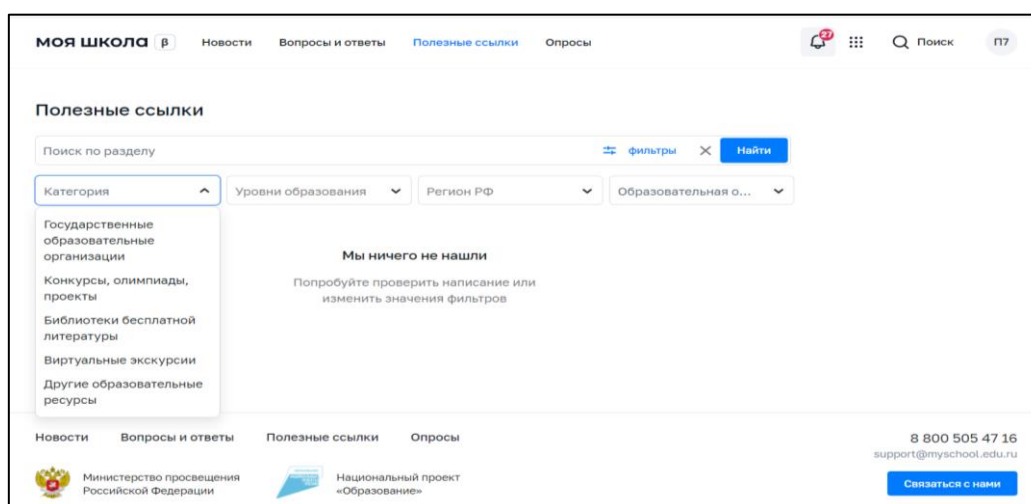 моя школа β Новости Вопросы и ответы Полезные ссылки Опросы 27 Поиск П7
Полезные ссылки
Поиск по разделу фильтры Найти
Категория Уровни образования Регион РФ Образовательная о...
Государственные
образовательные
организации
Конкурсы, олимпиады,
проекты
Библиотеки бесплатной
литературы
Виртуальные экскурсии
Другие образовательные
ресурсы
Мы ничего не нашли
Попробуйте проверить написание или
изменить значения фильтров
Новости Вопросы и ответы Полезные ссылки Опросы
8 800 505 47 16
support@myschool.edu.ru
Министерство просвещения
Российской Федерации
Национальный проект
«Образование»
Связаться с нами